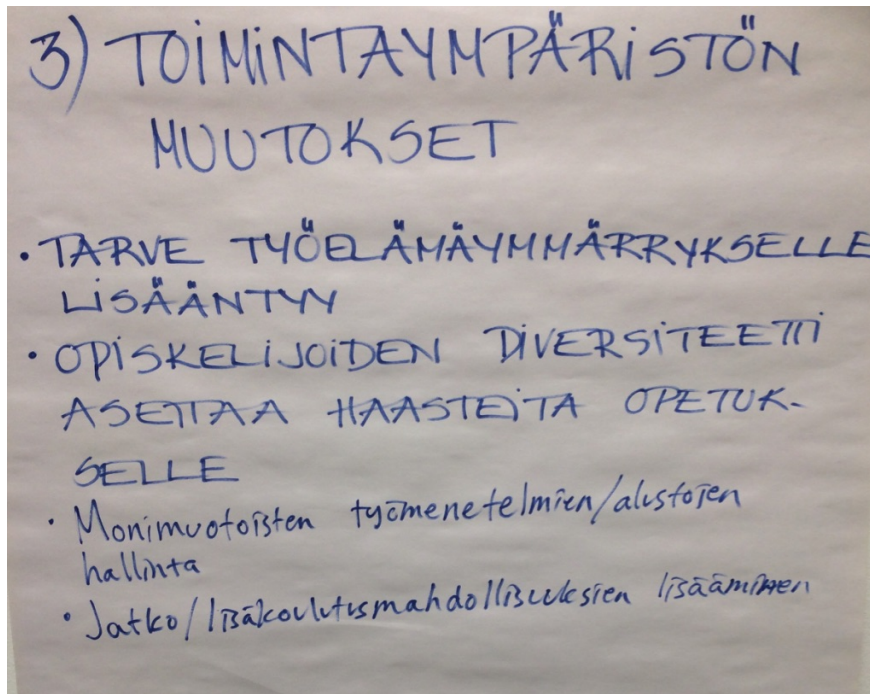 3) TOIMINTAYMPÄRISTÖN
MUUTOKSET
• TARVE TYÖELÄMÄYMMÄRRYKSELLE
LISÄÄNTYY
• OPISKELIJOIDEN DIVERSITEETTI
ASETTAA HAASTEITA OPETUK-
SELLE
• Monimuotoisten työmenetelmien/alustojen
hallinta
• Jatko/lisäkoulutusmahdollisuuksien lisääminen